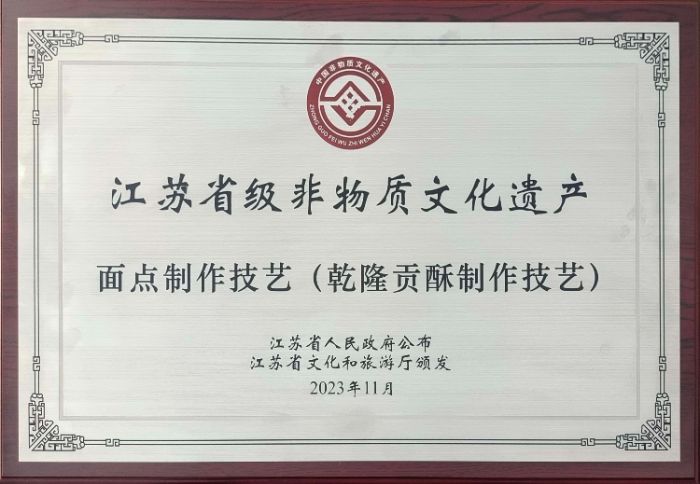 中国非物质文化遗产
ZHONG GUO FEI WU ZHI WEN HUA YI CHAN
江苏省级非物质文化遗产
面点制作技艺（乾隆贡酥制作技艺）
江苏省人民政府公布
江苏省文化和旅游厅颁发
2023年11月